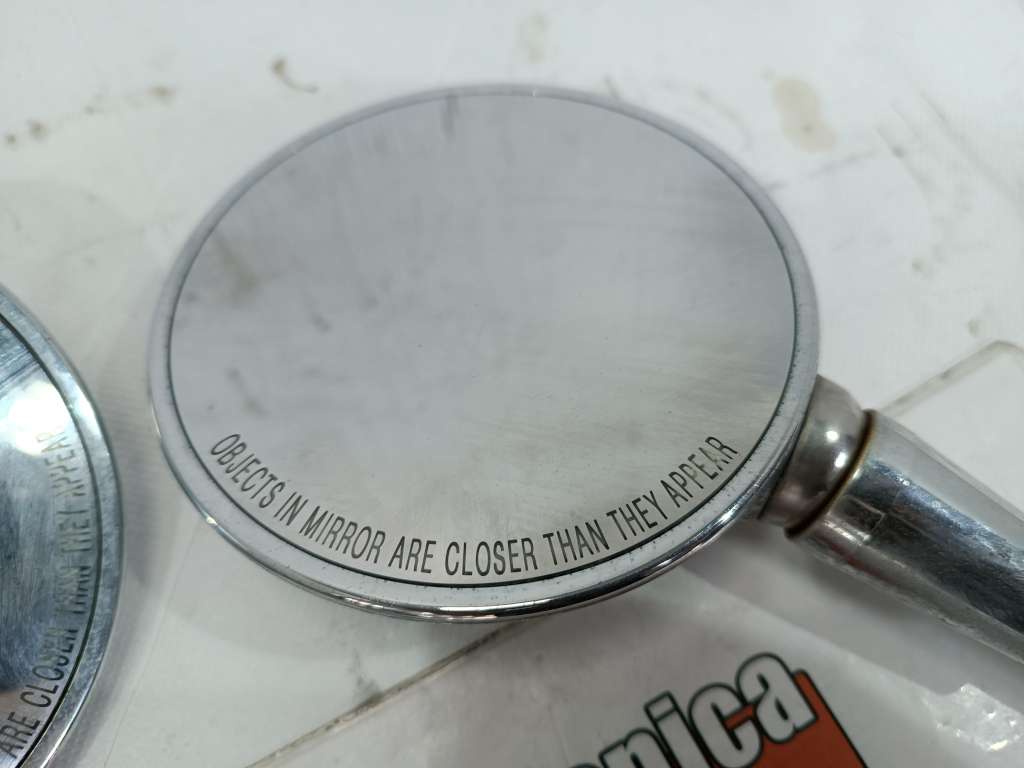 OBJECTS IN MIRROR ARE CLOSER THAN THEY APPEAR
ARE CLOSER THAN THEY APPEAR
nica